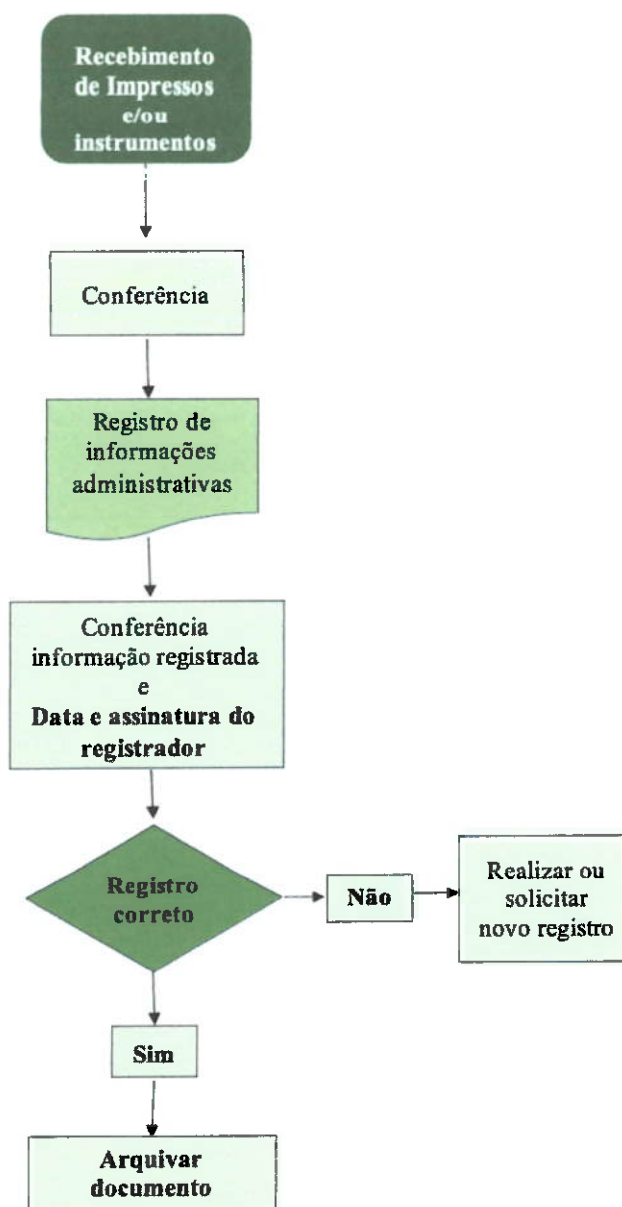 Recebimento
de Impressos
e/ou
instrumentos
Conferência
Registro de
informações
administrativas
Conferência
informação registrada
e
Data e assinatura do
registrador
Registro
correto
Não
Realizar ou
solicitar
novo registro
Sim
Arquivar
documento